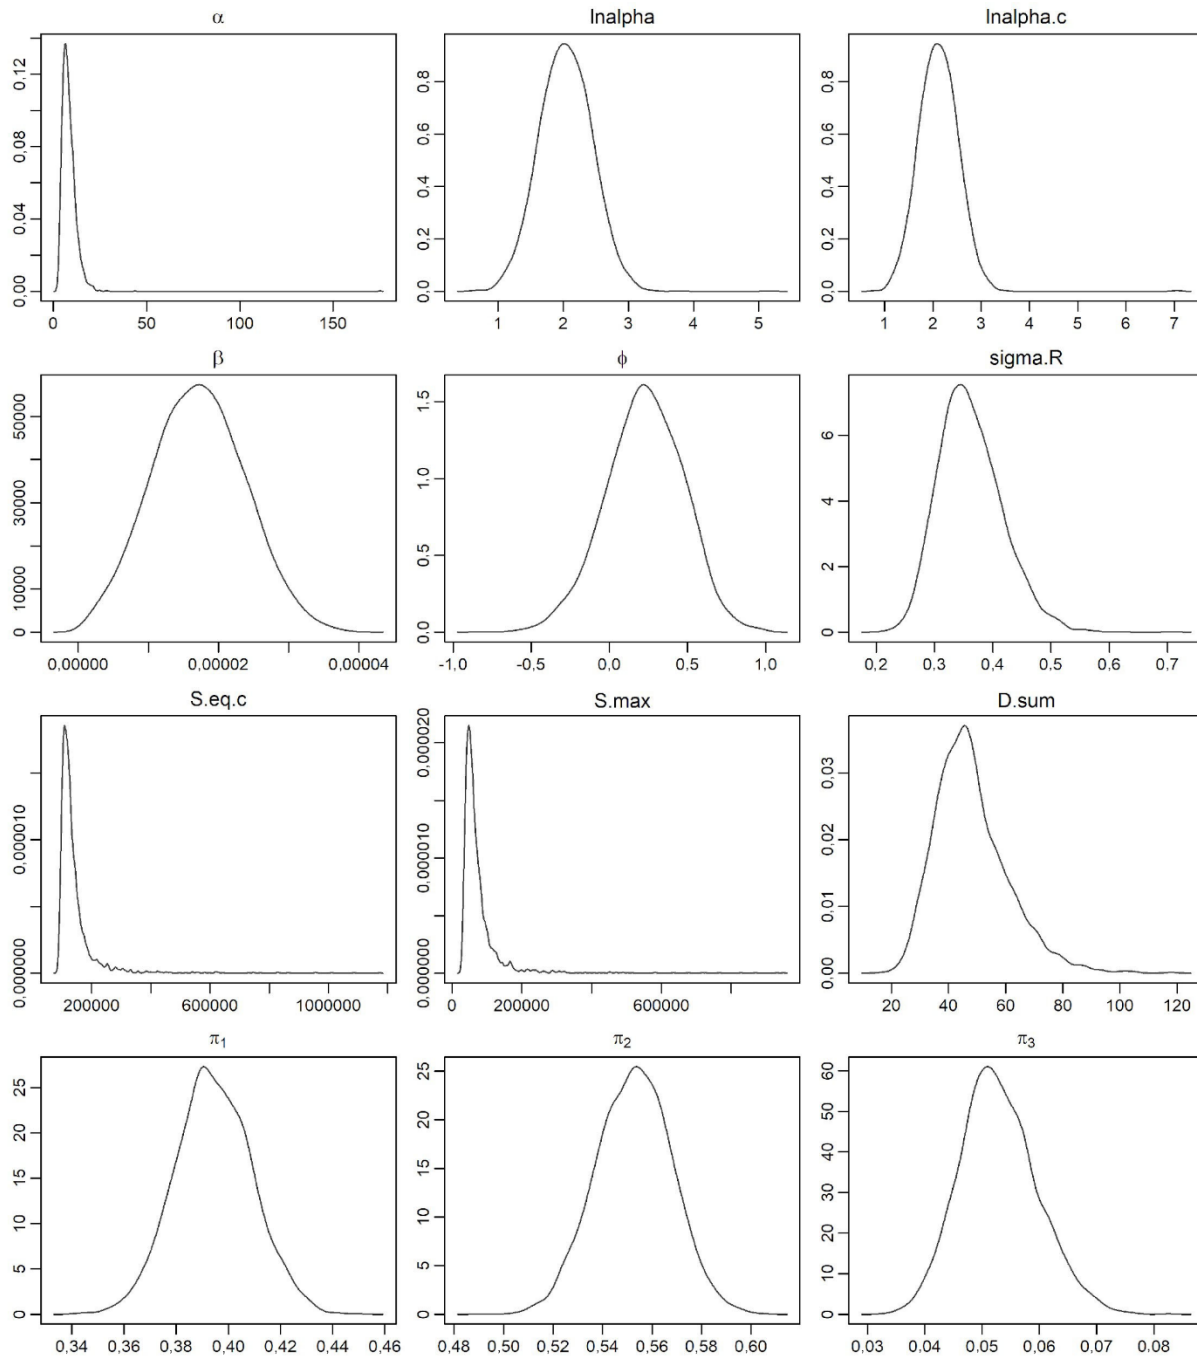 α lnalpha lnalpha.c
0,00 0,04 0,08 0,12
0,0 0,2 0,4 0,6 0,8
0,0 0,2 0,4 0,6 0,8
0 50 100 150
1 2 3 4 5
1 2 3 4 5 6 7
β ϕ sigma.R
0 10000 30000 50000
0,0 0,5 1,0 1,5
0 2 4 6
0,00000 0,00002 0,00004
-1,0 -0,5 0,0 0,5 1,0
0,2 0,3 0,4 0,5 0,6 0,7
S.eq.c S.max D.sum
0,000000 0,000010
0,000000 0,000010 0,000020
0,00 0,01 0,02 0,03
200000 600000 1000000
0 200000 600000
20 40 60 80 100 120
π1 π2 π3
0 5 10 15 20 25
0 5 10 15 20 25
0 10 20 30 40 50 60
0,34 0,36 0,38 0,40 0,42 0,44 0,46
0,48 0,50 0,52 0,54 0,56 0,58 0,60
0,03 0,04 0,05 0,06 0,07 0,08